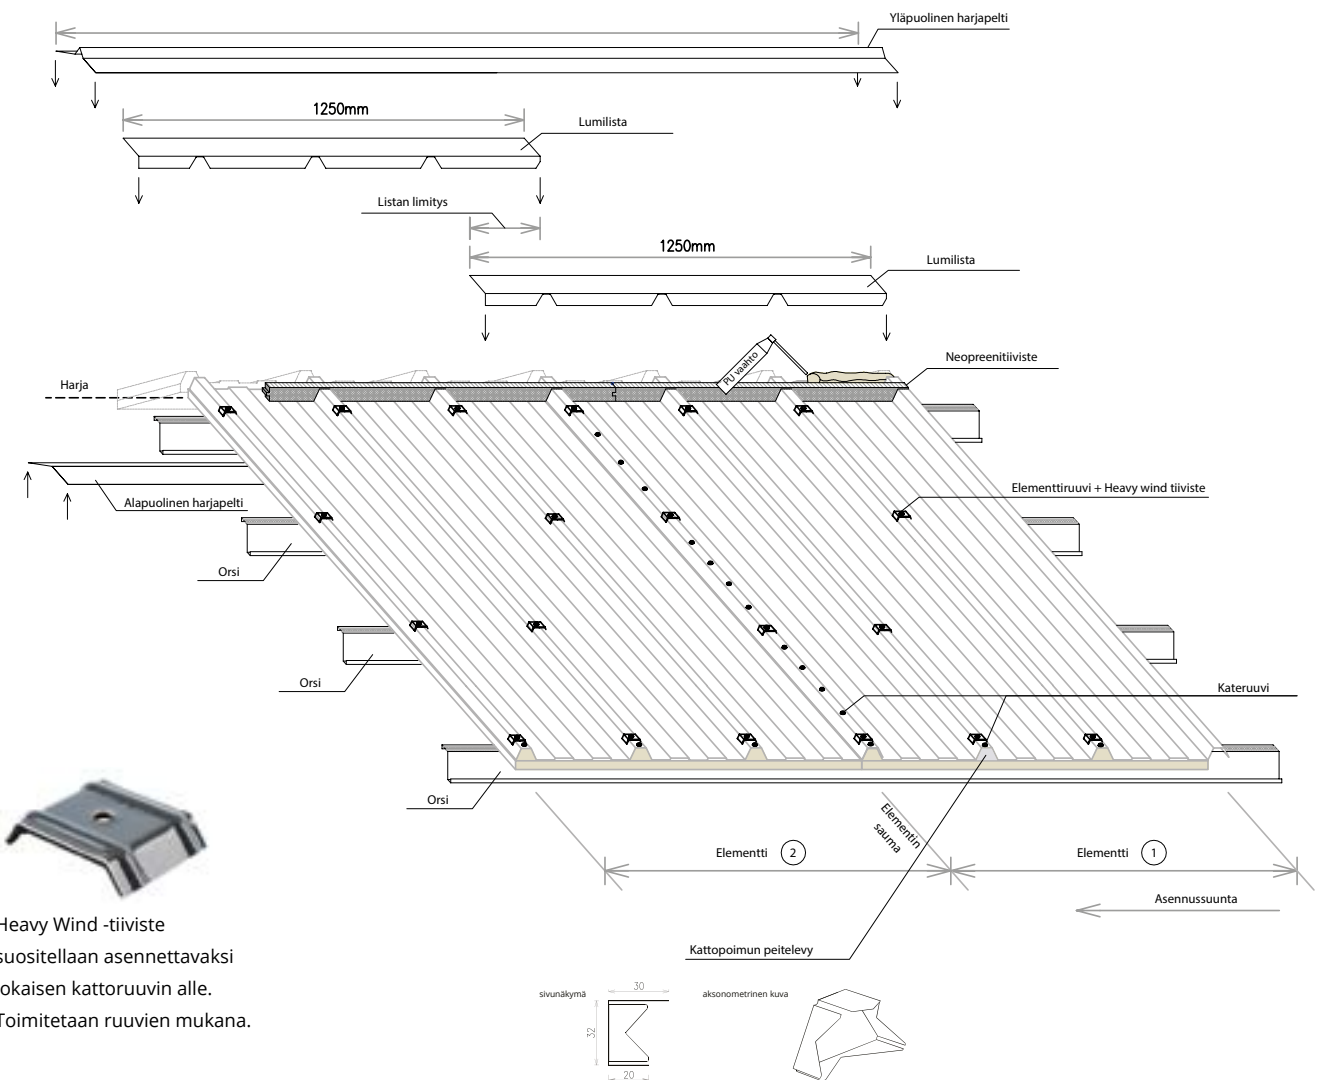 Yläpuolinen harjapelti
1250mm
Lumilista
Listan limitys
1250mm
Lumilista
PU vaahto
Neopreenitiiviste
Harja
Elementtiruuvi + Heavy wind tiiviste
Alapuolinen harjapelti
Orsi
Orsi
Kateruuvi
Orsi
Elementin
sauma
Elementti 2
Elementti 1
Asennussuunta
Kattopoimun peitelevy
Heavy Wind -tiiviste
suositellaan asennettavaksi
jokaisen kattoruuvin alle.
Toimitetaan ruuvien mukana.
sivunäkymä
30
32
20
aksonometrinen kuva